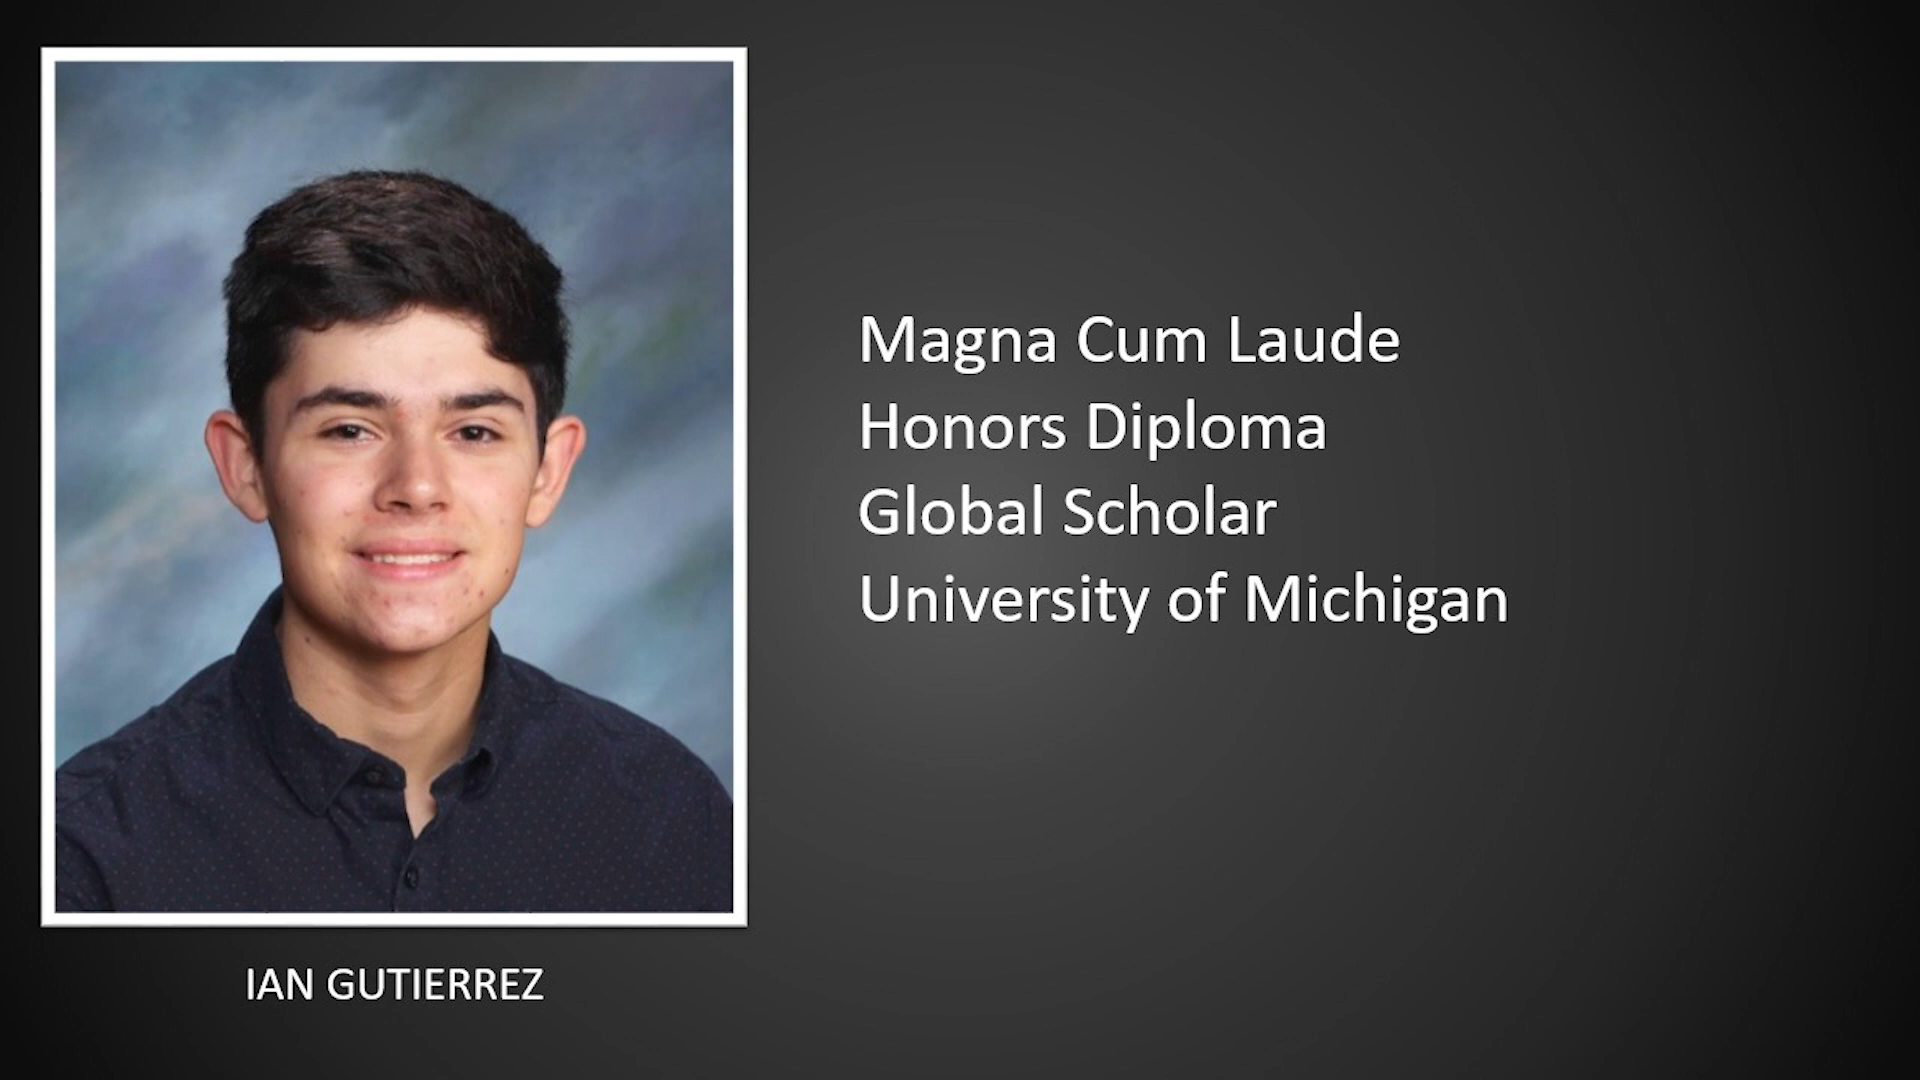 Magna Cum Laude
Honors Diploma
Global Scholar
University of Michigan
IAN GUTIERREZ